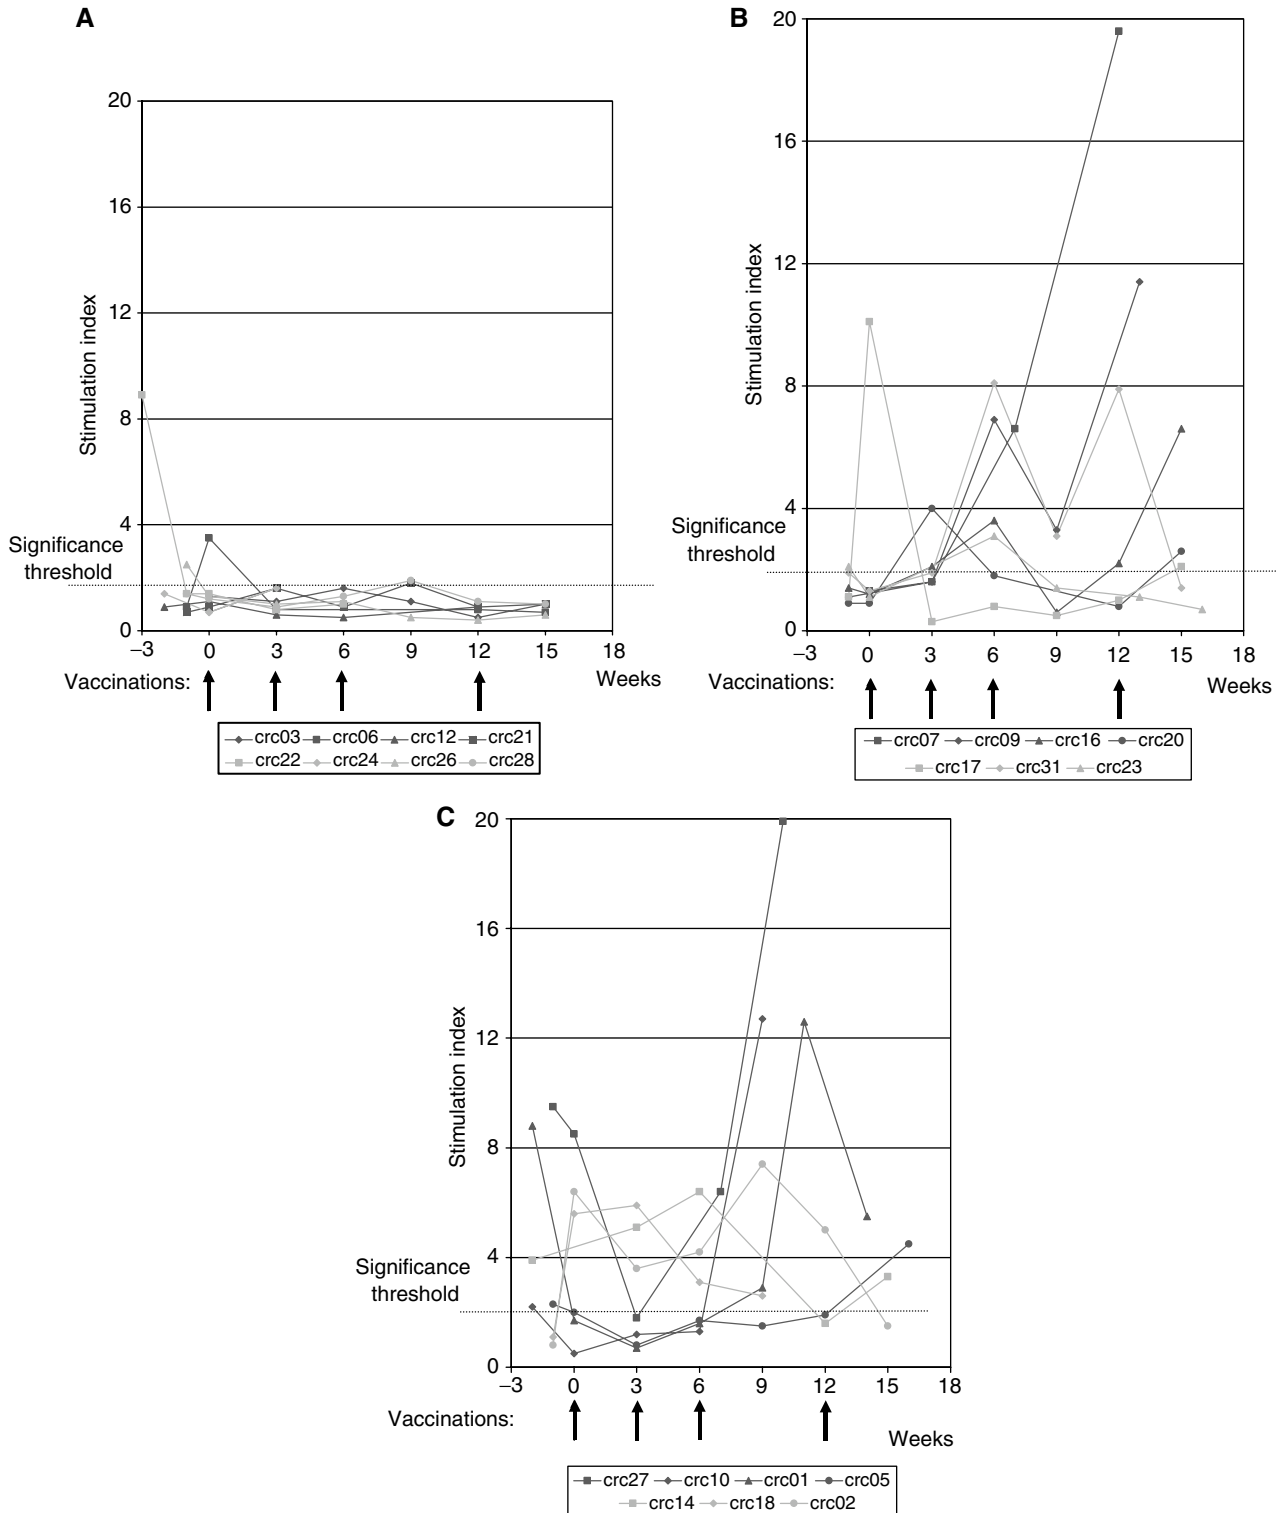 A
20
16
12
8
4
0
Stimulation index
Significance
threshold
–3 0 3 6 9 12 15 18
Vaccinations:
Weeks
crc03 crc06 crc12 crc21
crc22 crc24 crc26 crc28
B
20
16
12
8
4
0
Stimulation index
Significance
threshold
–3 0 3 6 9 12 15 18
Vaccinations:
Weeks
crc07 crc09 crc16 crc20
crc17 crc31 crc23
C
20
16
12
8
4
0
Stimulation index
Significance
threshold
–3 0 3 6 9 12 15 18
Vaccinations:
Weeks
crc27 crc10 crc01 crc05
crc14 crc18 crc02